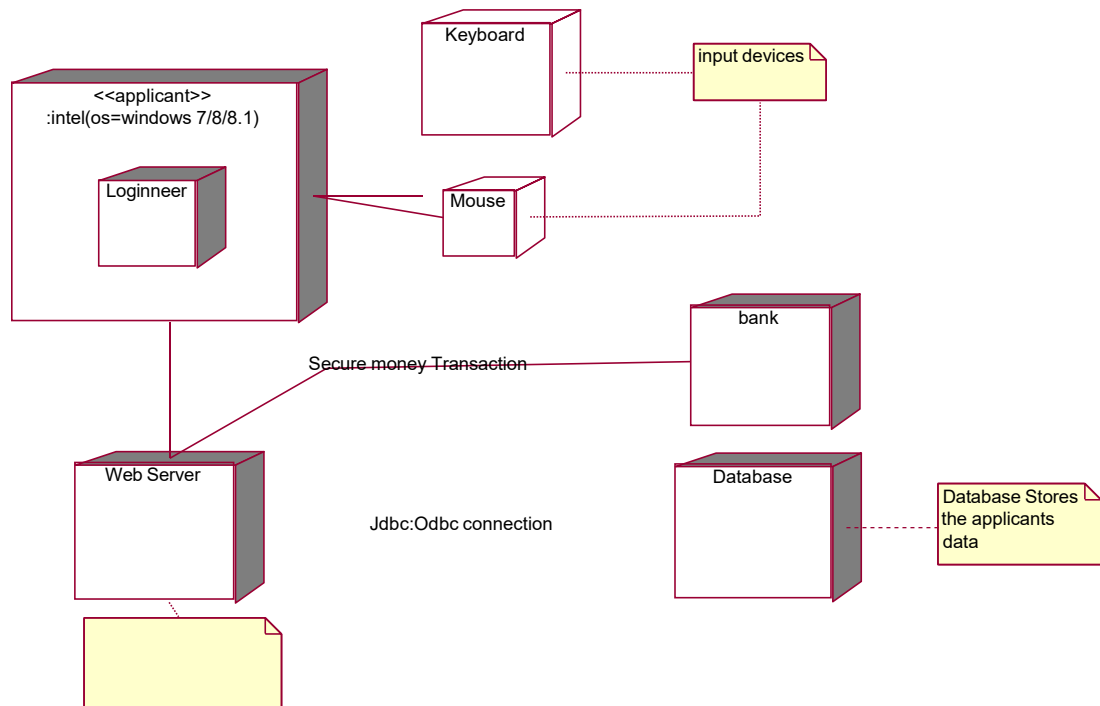 Keyboard
input devices
<<applicant>>
:intel(os=windows 7/8/8.1)
Loginneer
Mouse
bank
Secure money Transaction
Web Server
Database
Database Stores
the applicants
data
Jdbc:Odbc connection